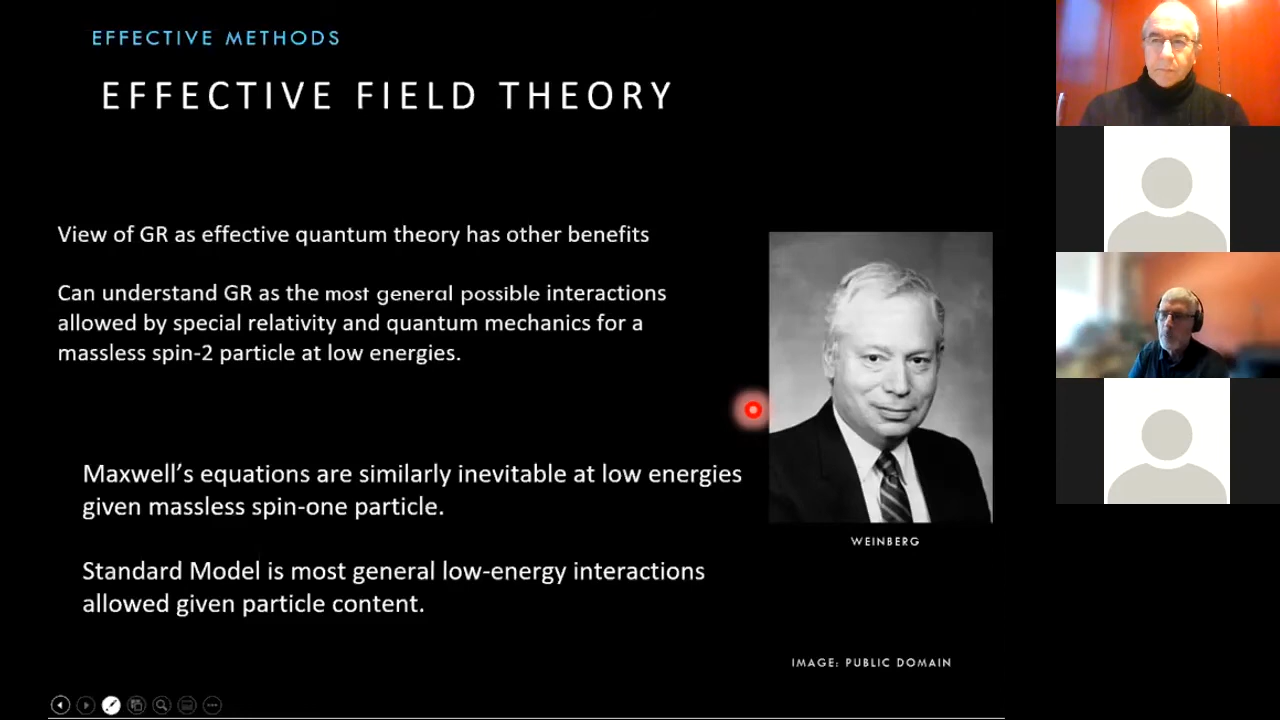 EFFECTIVE METHODS
EFFECTIVE FIELD THEORY
View of GR as effective quantum theory has other benefits
Can understand GR as the most general possible interactions
allowed by special relativity and quantum mechanics for a
massless spin-2 particle at low energies.
Maxwell’s equations are similarly inevitable at low energies
given massless spin-one particle.
Standard Model is most general low-energy interactions
allowed given particle content.
WEINBERG
IMAGE: PUBLIC DOMAIN